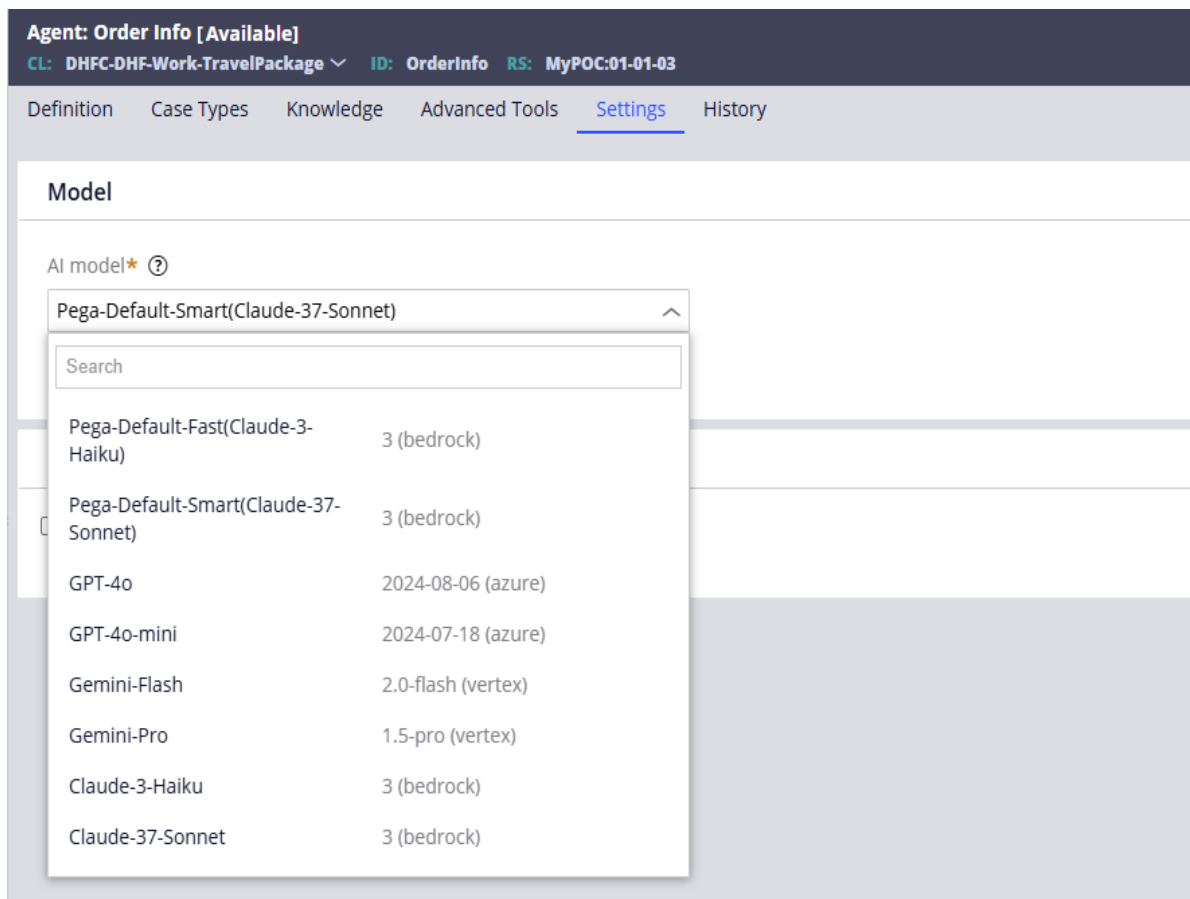 Agent: Order Info [Available]
CL: DHFC-DHF-Work-TravelPackage ID: OrderInfo RS: MyPOC:01-01-03
Definition Case Types Knowledge Advanced Tools Settings History
Model
AI model* ?
Pega-Default-Smart(Claude-37-Sonnet)
Search
Pega-Default-Fast(Claude-3-
Haiku) 3 (bedrock)
Pega-Default-Smart(Claude-37-
Sonnet) 3 (bedrock)
GPT-4o 2024-08-06 (azure)
GPT-4o-mini 2024-07-18 (azure)
Gemini-Flash 2.0-flash (vertex)
Gemini-Pro 1.5-pro (vertex)
Claude-3-Haiku 3 (bedrock)
Claude-37-Sonnet 3 (bedrock)